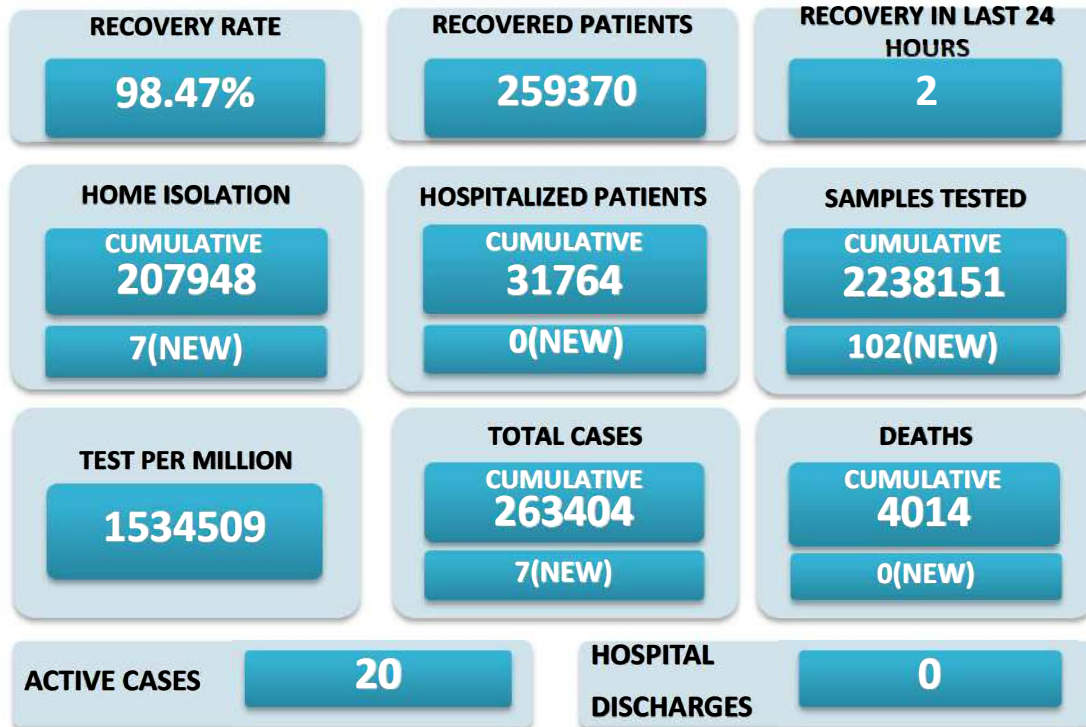 RECOVERY RATE
98.47%
RECOVERED PATIENTS
259370
RECOVERY IN LAST 24
HOURS
2
HOME ISOLATION
CUMULATIVE
207948
7(NEW)
HOSPITALIZED PATIENTS
CUMULATIVE
31764
0(NEW)
SAMPLES TESTED
CUMULATIVE
2238151
102(NEW)
TEST PER MILLION
1534509
TOTAL CASES
CUMULATIVE
263404
7(NEW)
DEATHS
CUMULATIVE
4014
0(NEW)
ACTIVE CASES
20
HOSPITAL
DISCHARGES
0